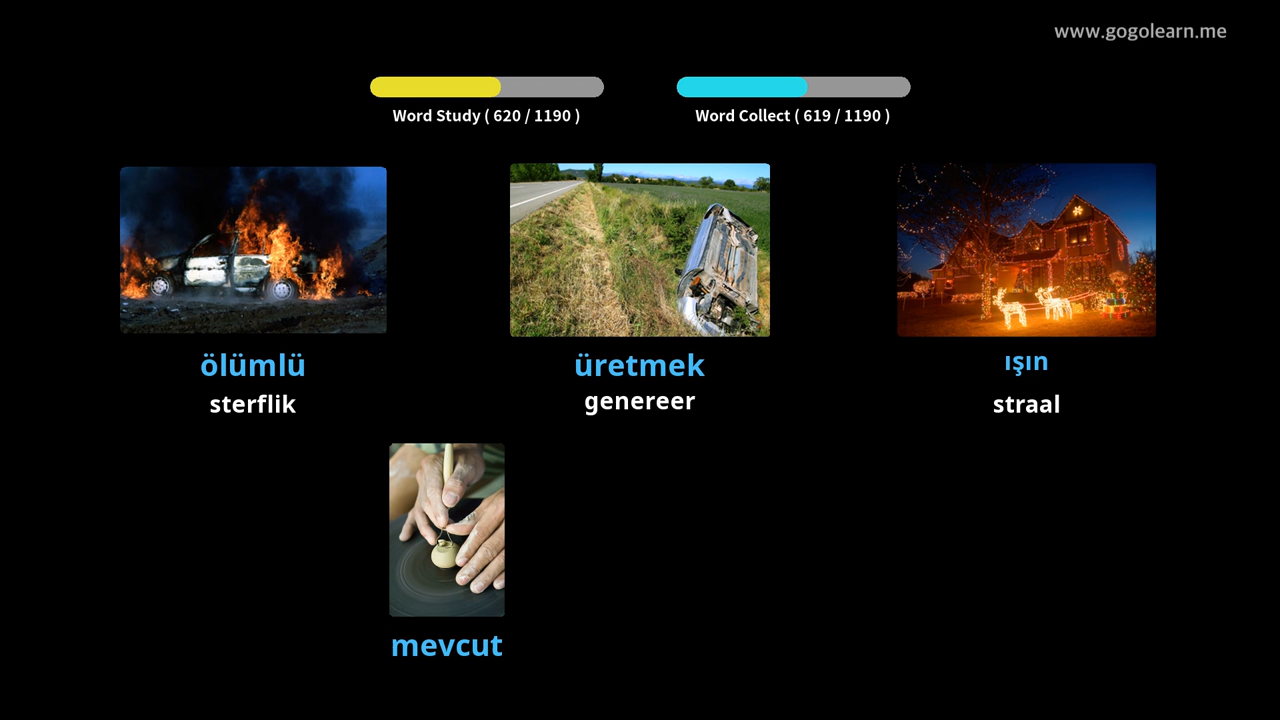 www.gogolearn.me
Word Study ( 620 / 1190 )
Word Collect ( 619 / 1190 )
ölümlü
sterflik
üretmek
genereer
ışın
straal
mevcut